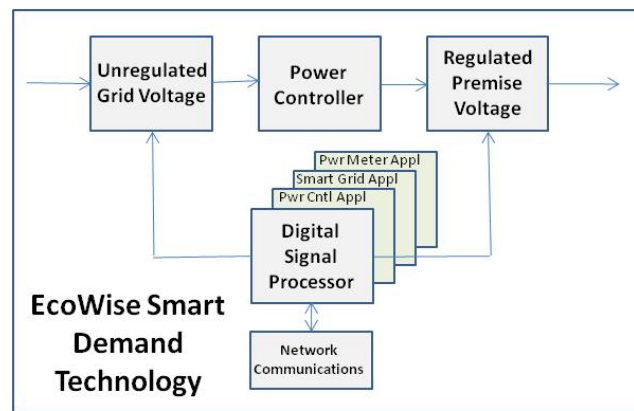 Unregulated
Grid Voltage
Power
Controller
Regulated
Premise
Voltage
Pwr Meter Appl
Smart Grid Appl
Pwr Cntl Appl
Digital
Signal
Processor
EcoWise Smart
Demand
Technology
Network
Communications